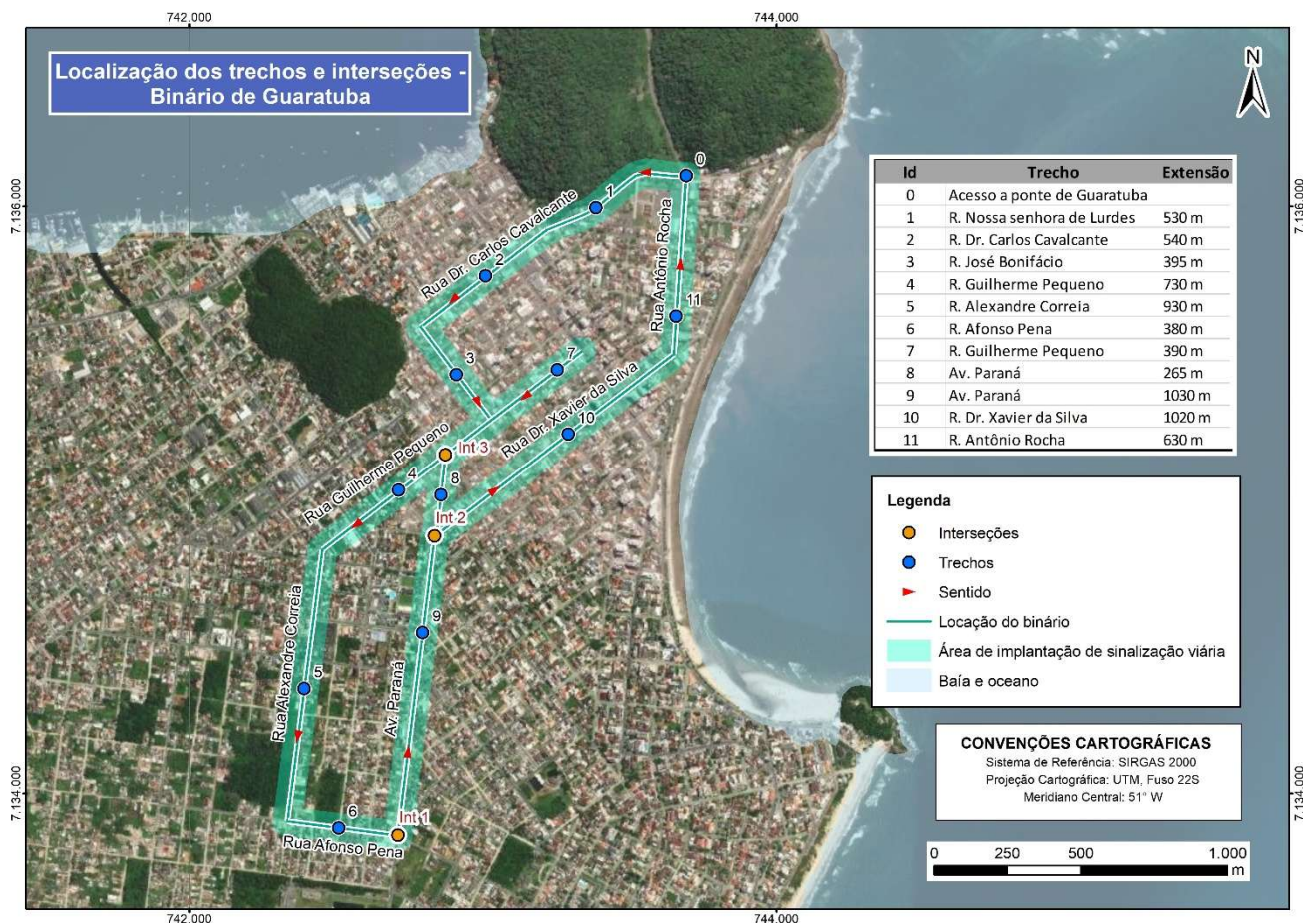 742.000
744.000
Localização dos trechos e interseções -
Binário de Guaratuba
N
7.136.000
7.136.000
Id Trecho Extensão
0 Acesso a ponte de Guaratuba
1 R. Nossa senhora de Lurdes 530 m
2 R. Dr. Carlos Cavalcante 540 m
3 R. José Bonifácio 395 m
4 R. Guilherme Pequeno 730 m
5 R. Alexandre Correia 930 m
6 R. Afonso Pena 380 m
7 R. Guilherme Pequeno 390 m
8 Av. Paraná 265 m
9 Av. Paraná 1030 m
10 R. Dr. Xavier da Silva 1020 m
11 R. Antônio Rocha 630 m
0
1
Rua Dr. Carlos Cavalcante
2
Rua Antônio Rocha
11
3
7
Rua Dr. Xavier da Silva
10
Int 3
Rua Guilherme Pequeno
4
8
Int 2
9
Rua Alexandre Correia
5
Av. Paraná
6
Int 1
Rua Afonso Pena
Legenda
Interseções
Trechos
Sentido
Locação do binário
Área de implantação de sinalização viária
Baía e oceano
CONVENÇÕES CARTOGRÁFICAS
Sistema de Referência: SIRGAS 2000
Projeção Cartográfica: UTM, Fuso 22S
Meridiano Central: 51° W
7.134.000
7.134.000
0 250 500 1.000
m
742.000
744.000